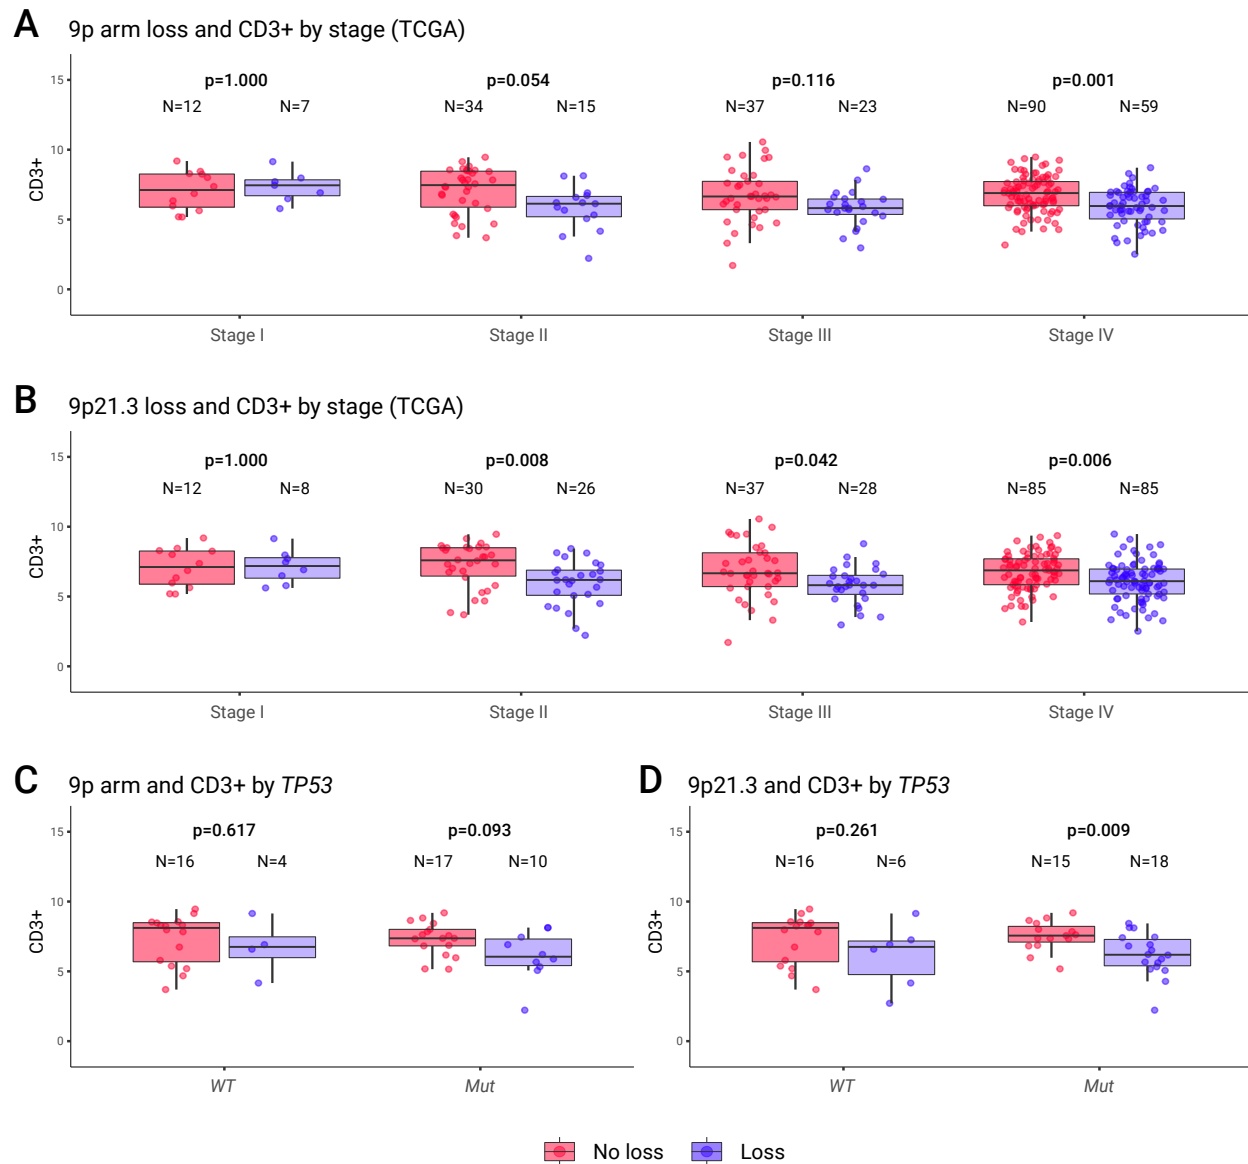 A 9p arm loss and CD3+ by stage (TCGA)
p=1.000 p=0.054 p=0.116 p=0.001
N=12 N=7 N=34 N=15 N=37 N=23 N=90 N=59
15
10
5
0
CD3+
Stage I Stage II Stage III Stage IV
B 9p21.3 loss and CD3+ by stage (TCGA)
p=1.000 p=0.008 p=0.042 p=0.006
N=12 N=8 N=30 N=26 N=37 N=28 N=85 N=85
15
10
5
0
CD3+
Stage I Stage II Stage III Stage IV
C 9p arm and CD3+ by TP53
p=0.617 p=0.093
N=16 N=4 N=17 N=10
15
10
5
0
CD3+
WT Mut
D 9p21.3 and CD3+ by TP53
p=0.261 p=0.009
N=16 N=6 N=15 N=18
15
10
5
0
CD3+
WT Mut
No loss Loss